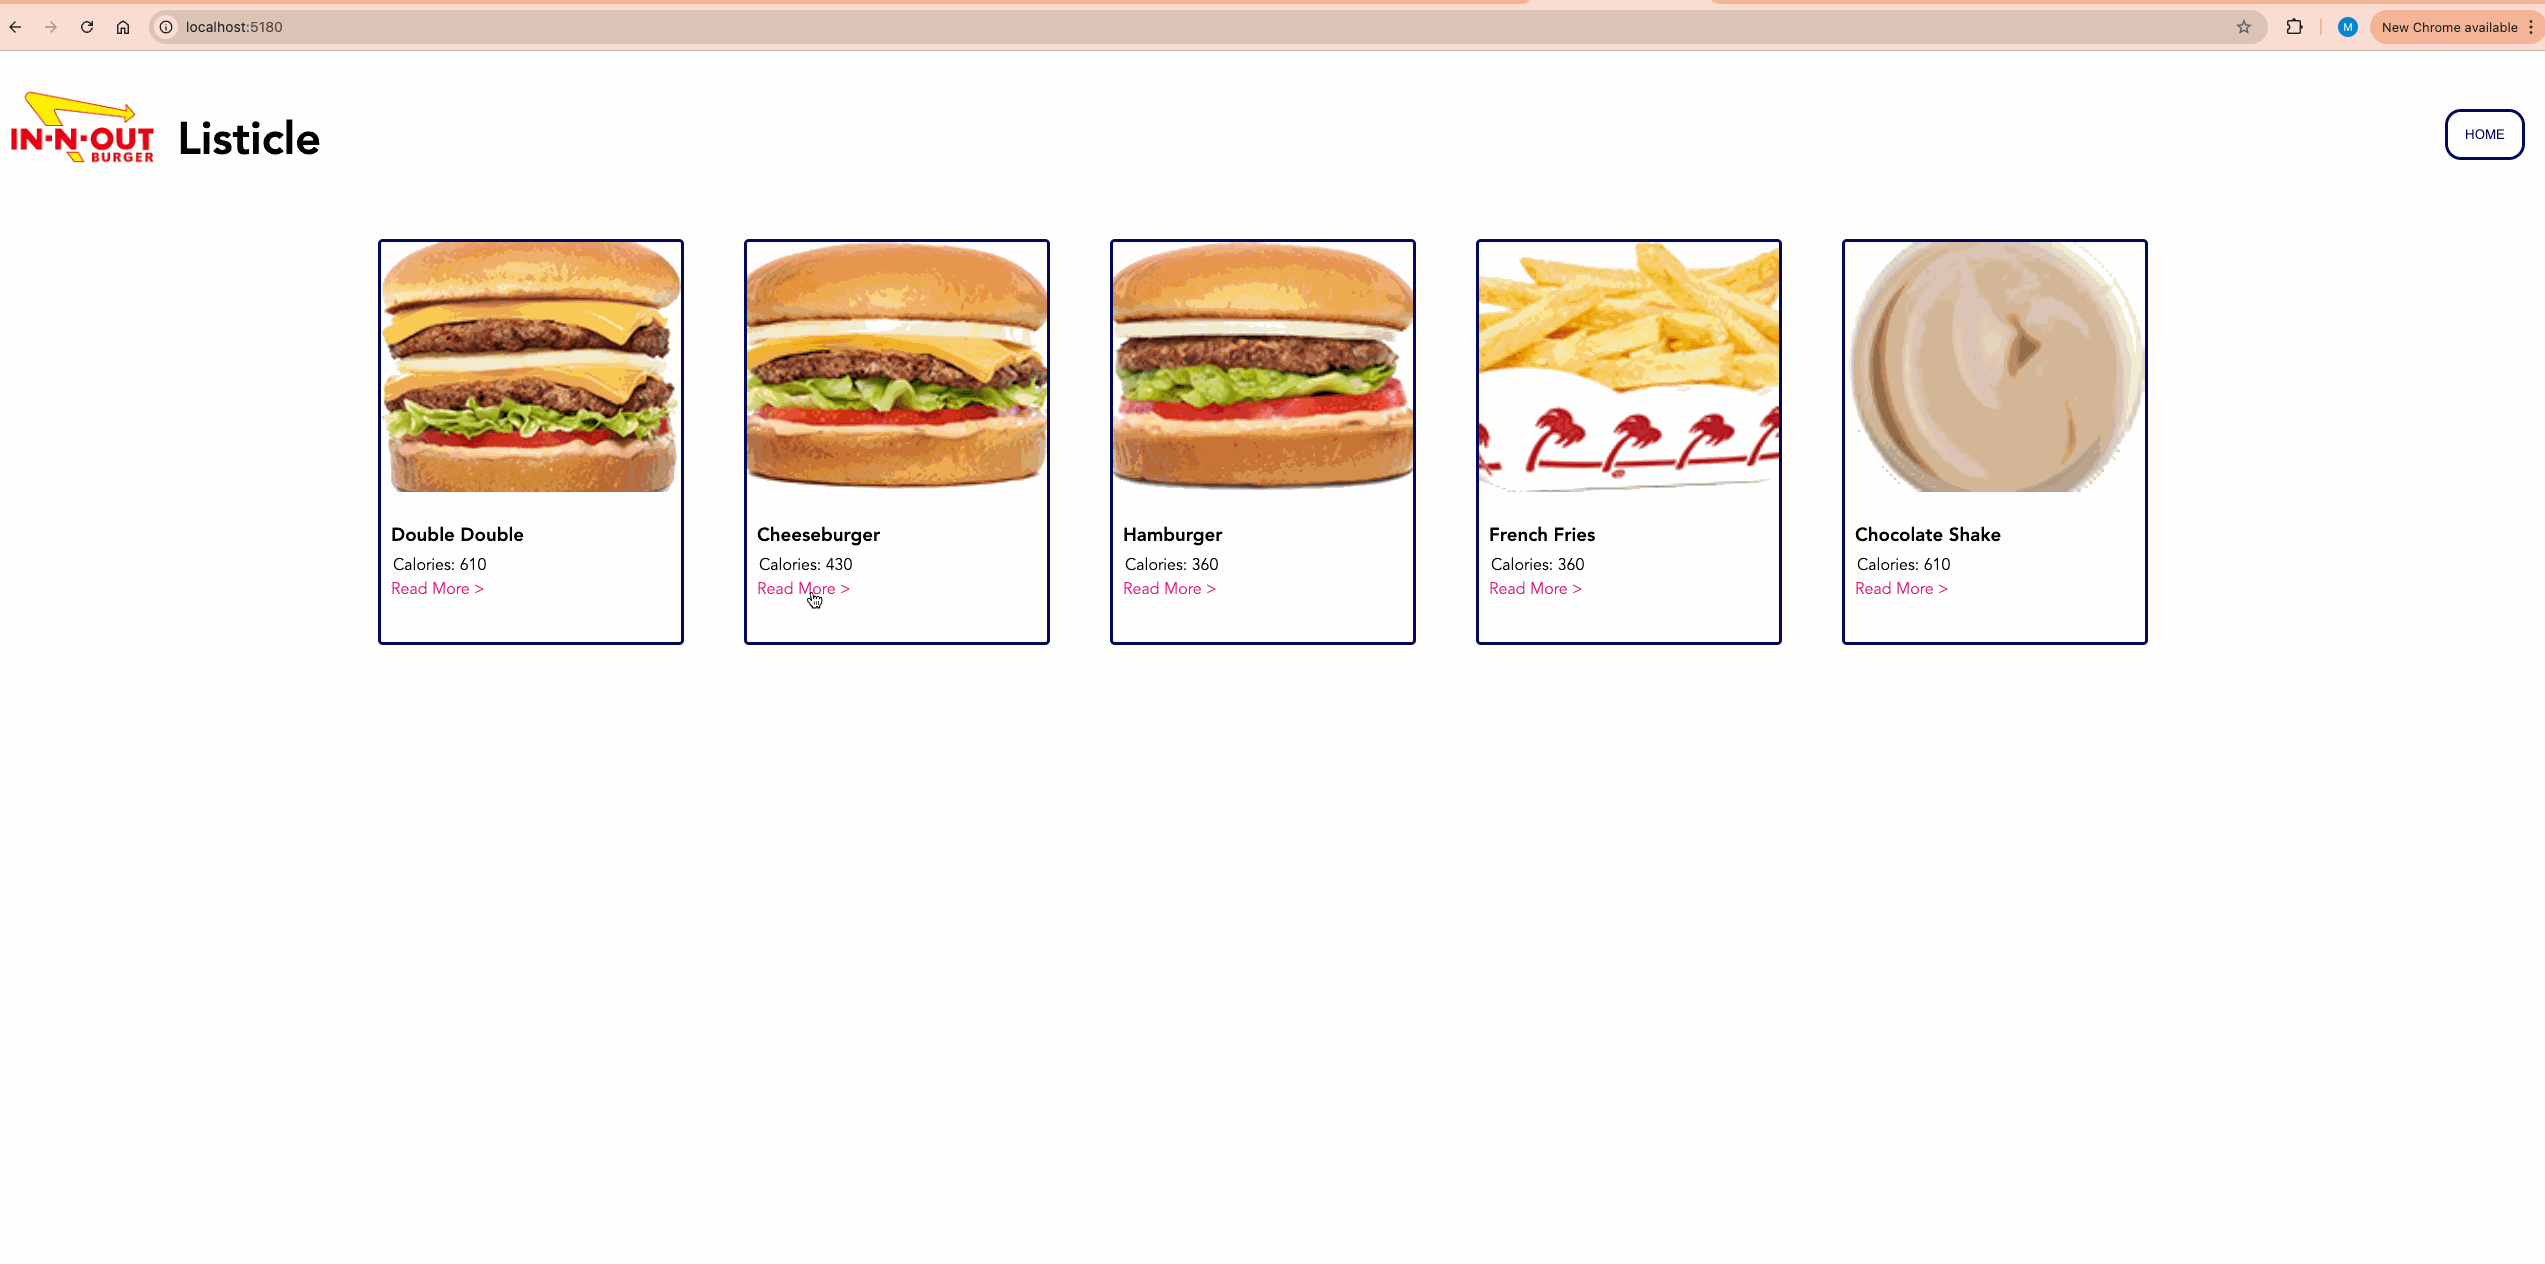 localhost:5180
M
New Chrome available
IN-N-OUT
BURGER
Listicle
HOME
Double Double
Calories: 610
Read More >
Cheeseburger
Calories: 430
Read More >
Hamburger
Calories: 360
Read More >
French Fries
Calories: 360
Read More >
Chocolate Shake
Calories: 610
Read More >